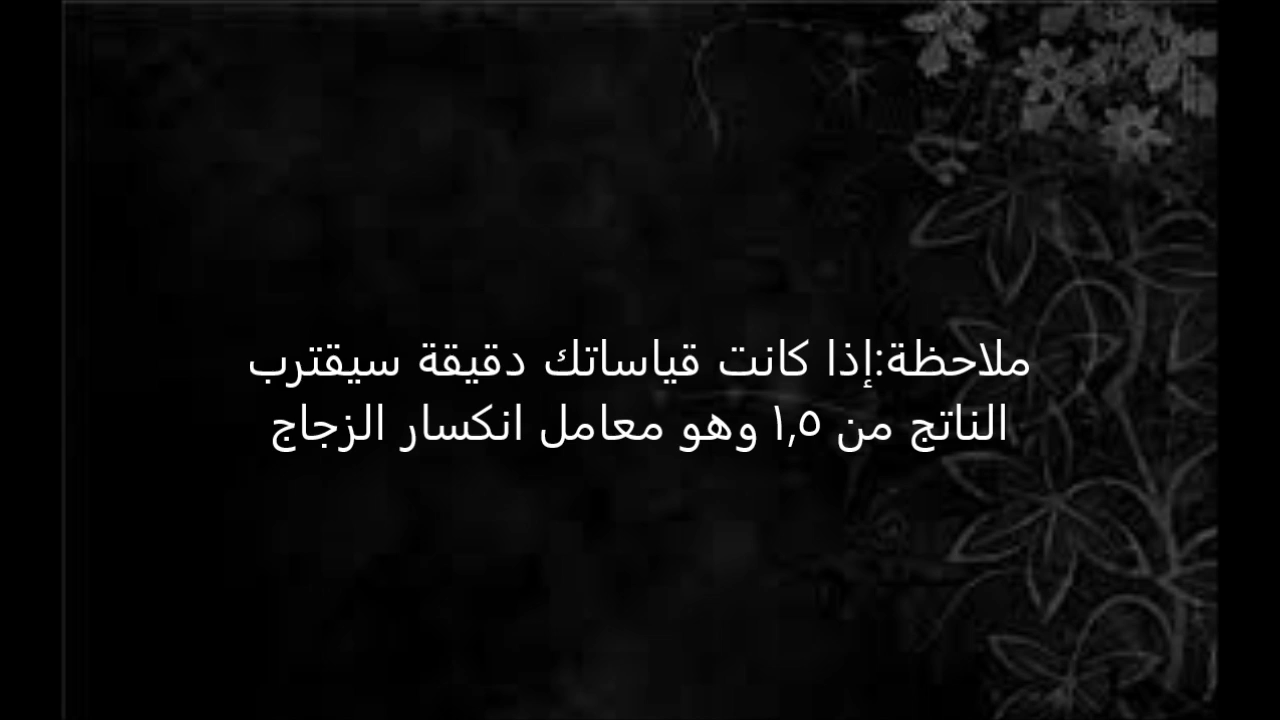 ملاحظة:إذا كانت قياساتك دقيقة سيقترب
الناتج من ١,٥ وهو معامل انكسار الزجاج